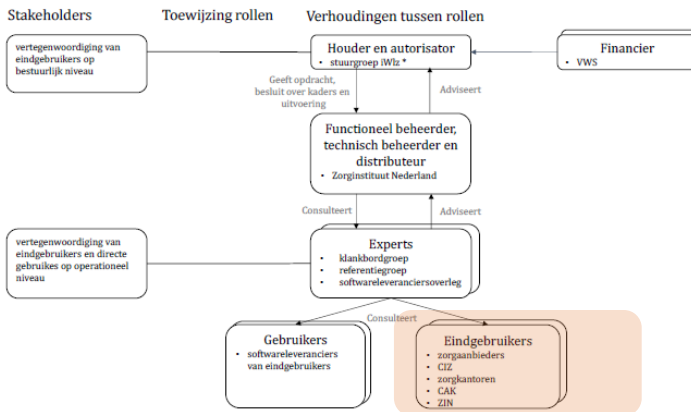 Stakeholders
Toewijzing rollen
Verhoudingen tussen rollen
vertegenwoordiging van
eindgebruikers op
bestuurlijk niveau
Houder en autorisator
• stuurgroep iWlz *
Financier
• VWS
Geeft opdracht,
besluit over kaders en
uitvoering
Adviseert
Functioneel beheerder,
technisch beheerder en
distributeur
• Zorginstituut Nederland
Consulteert
Adviseert
vertegenwoordiging van
eindgebruikers en directe
gebruikes op operationeel
niveau
Experts
• klankbordgroep
• referentiegroep
• softwareleveranciersoverleg
Consulteert
Gebruikers
• softwareleveranciers
van eindgebruikers
Eindgebruikers
• zorgaanbieders
• CIZ
• zorgkantoren
• CAK
• ZIN